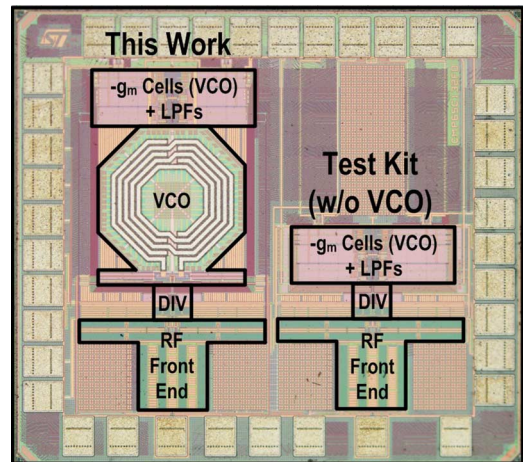 ST
This Work
-gm Cells (VCO)
+ LPFs
VCO
DIV
RF
Front
End
Test Kit
(w/o VCO)
-gm Cells (VCO)
+ LPFs
DIV
RF
Front
End